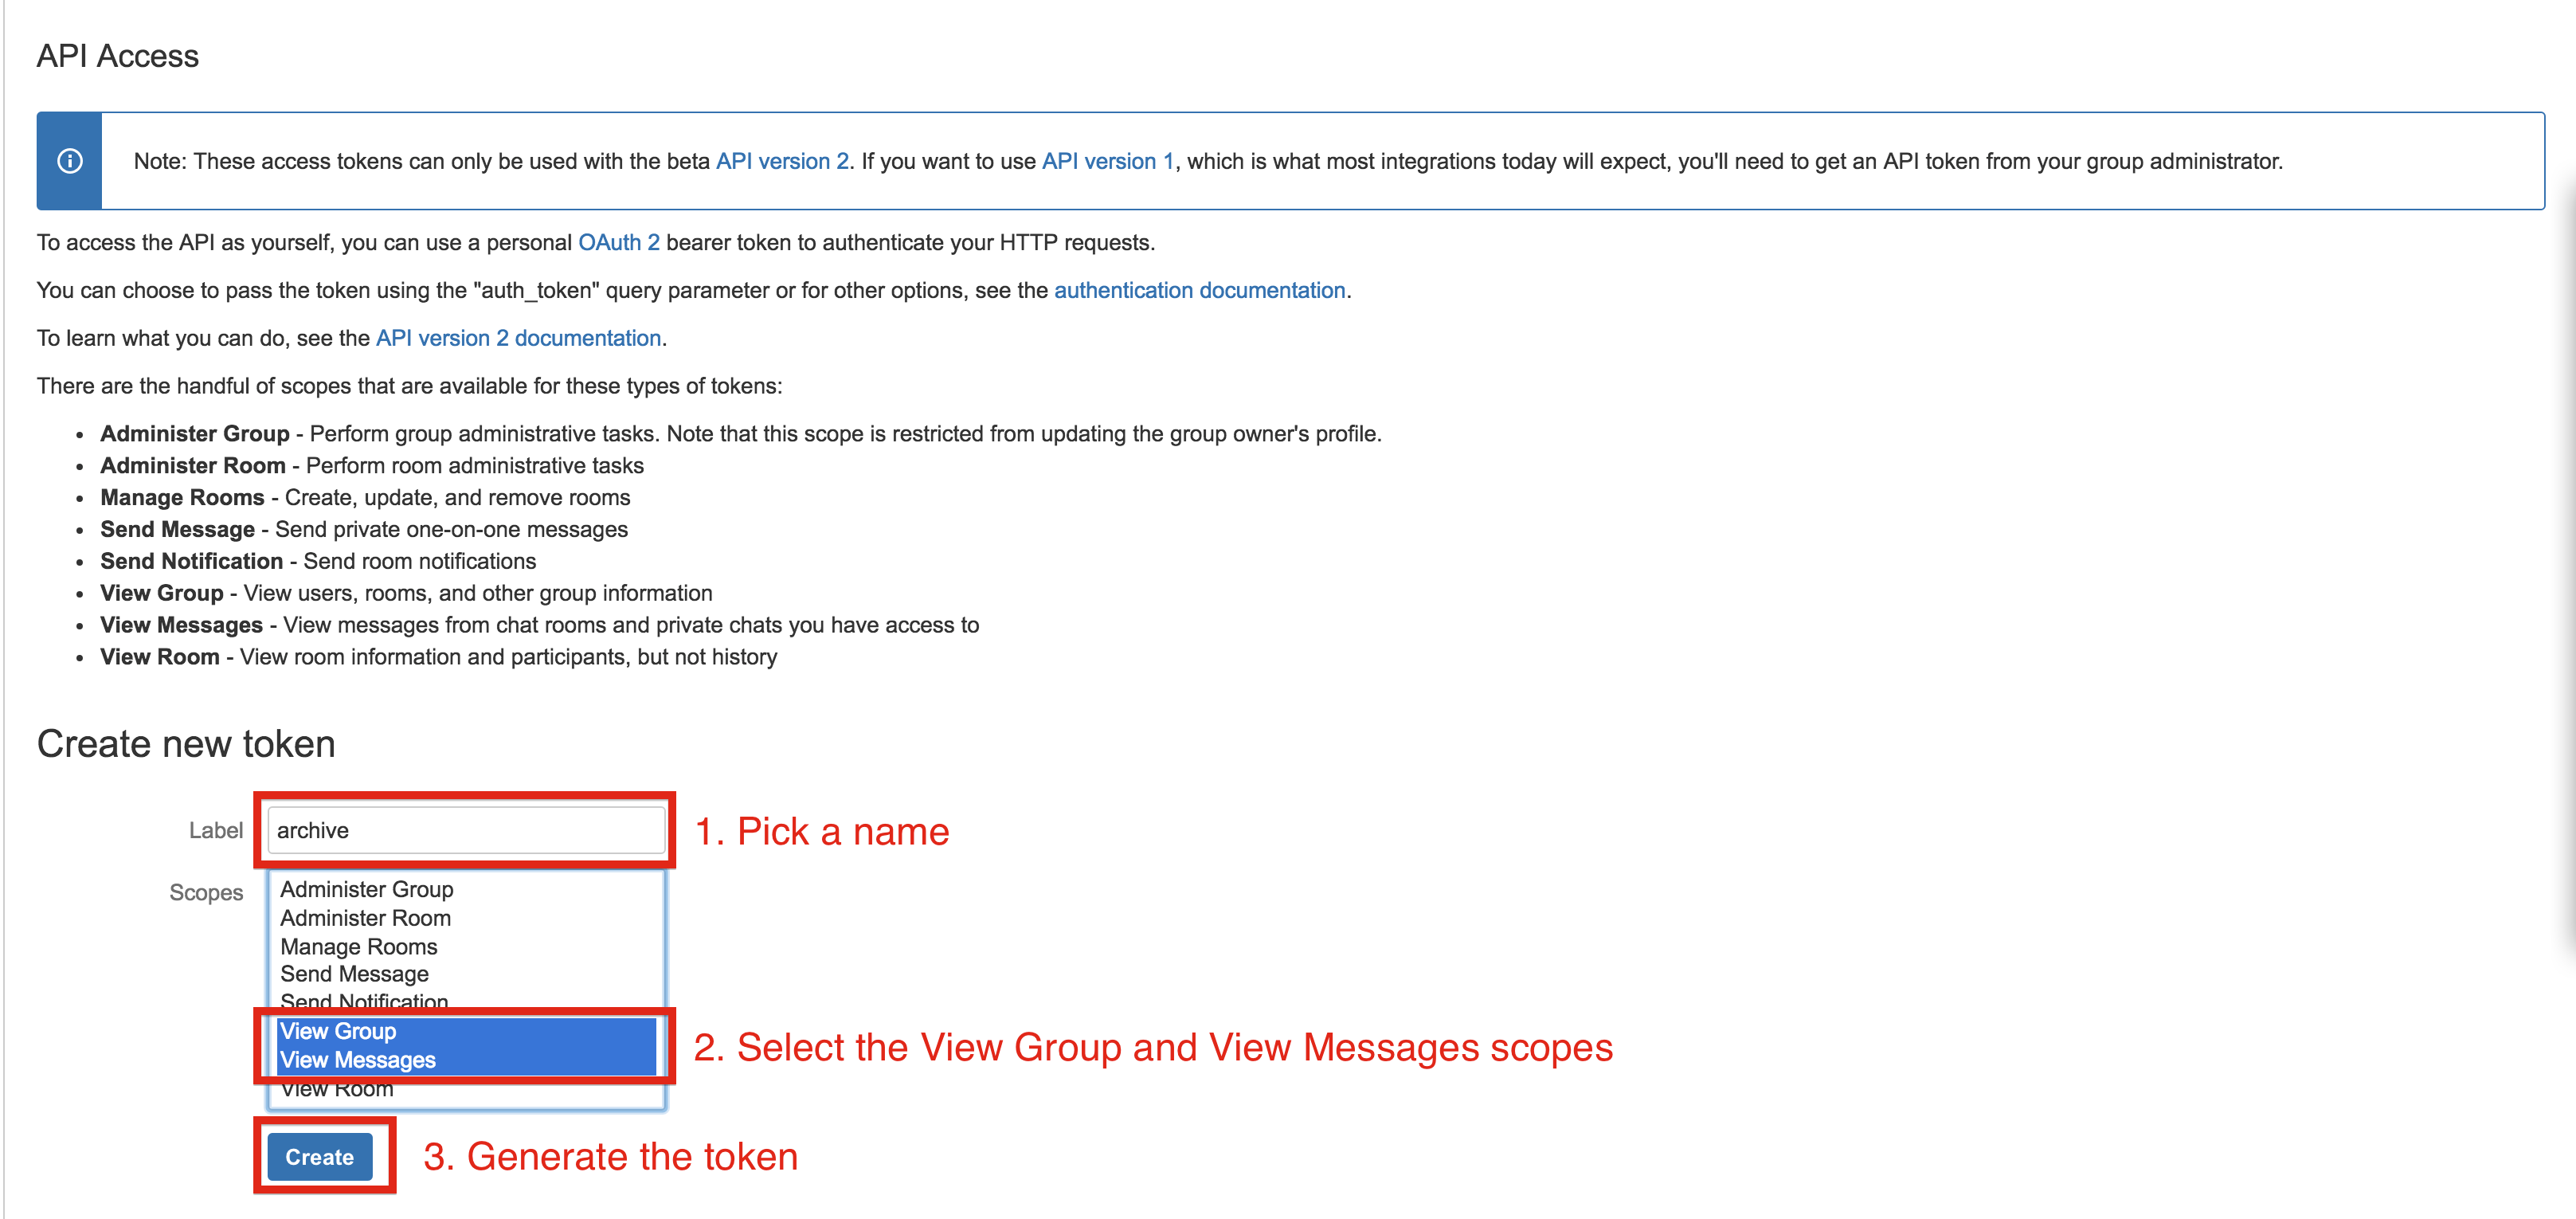 API Access
Note: These access tokens can only be used with the beta API version 2. If you want to use API version 1, which is what most integrations today will expect, you'll need to get an API token from your group administrator.
To access the API as yourself, you can use a personal OAuth 2 bearer token to authenticate your HTTP requests.
You can choose to pass the token using the "auth_token" query parameter or for other options, see the authentication documentation.
To learn what you can do, see the API version 2 documentation.
There are the handful of scopes that are available for these types of tokens:
• Administer Group - Perform group administrative tasks. Note that this scope is restricted from updating the group owner's profile.
• Administer Room - Perform room administrative tasks
• Manage Rooms - Create, update, and remove rooms
• Send Message - Send private one-on-one messages
• Send Notification - Send room notifications
• View Group - View users, rooms, and other group information
• View Messages - View messages from chat rooms and private chats you have access to
• View Room - View room information and participants, but not history
Create new token
Label archive 1. Pick a name
Scopes Administer Group
Administer Room
Manage Rooms
Send Message
Send Notification
View Group
View Messages
2. Select the View Group and View Messages scopes
View Room
Create 3. Generate the token